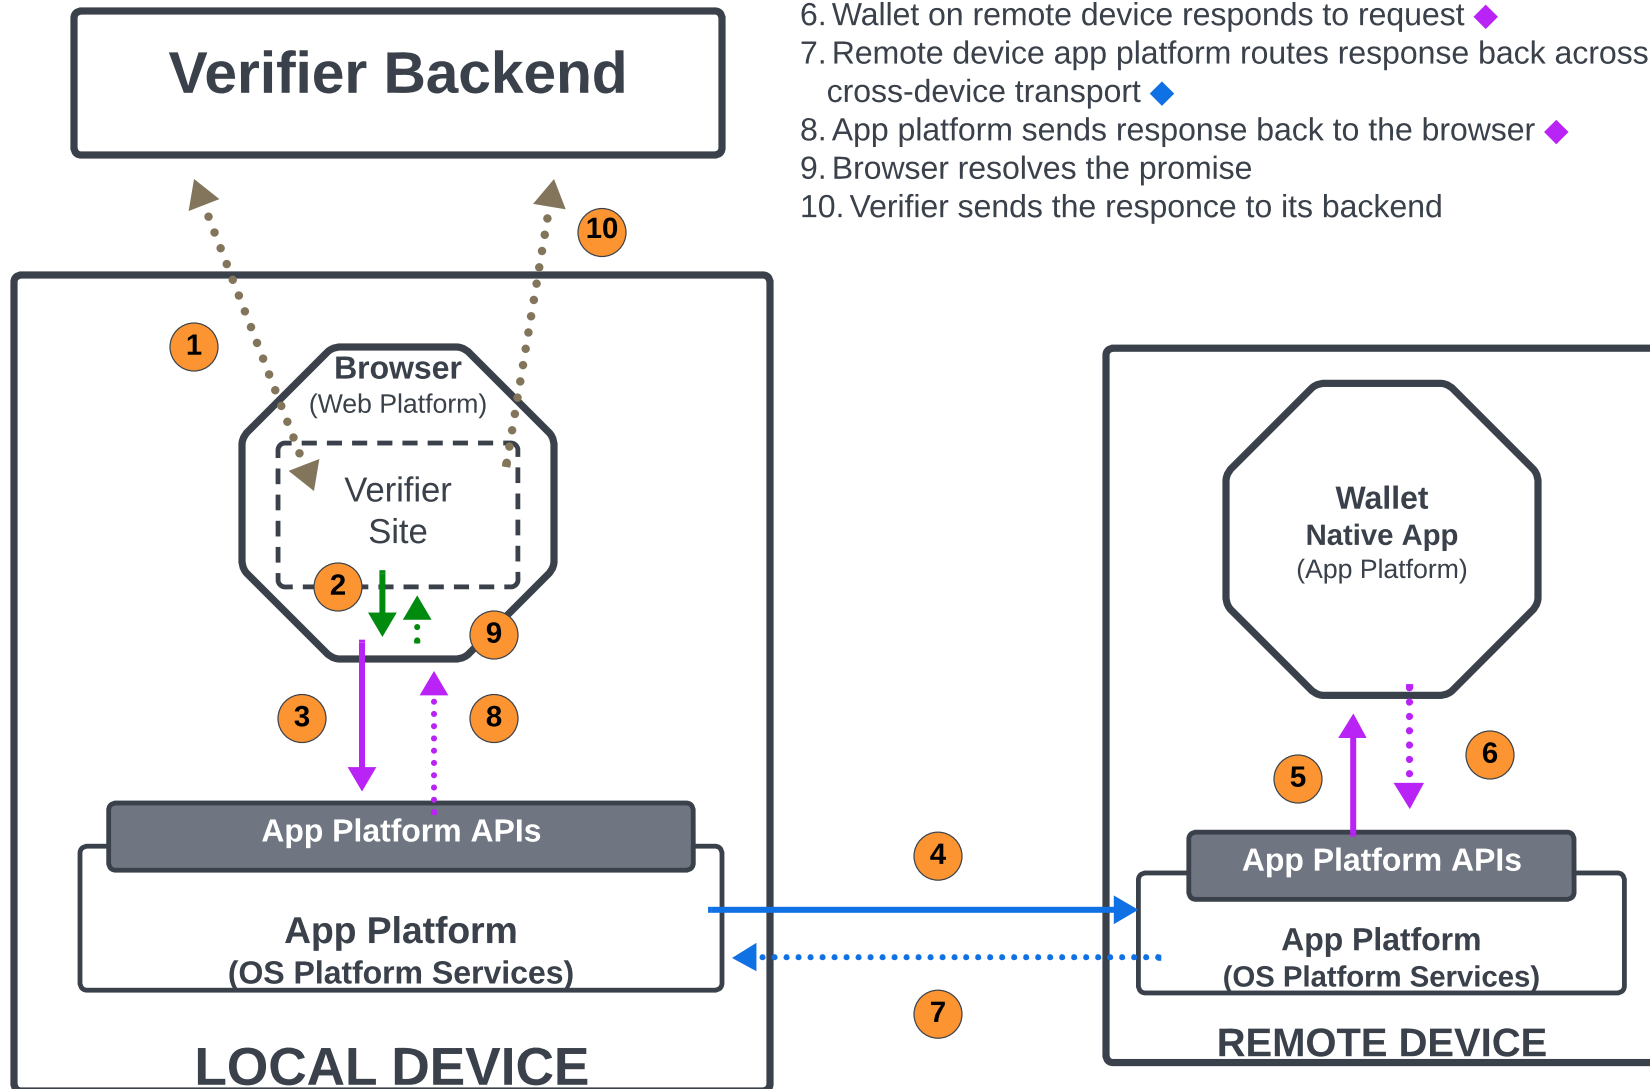 Verifier Backend
6. Wallet on remote device responds to request
7. Remote device app platform routes response back across
cross-device transport
8. App platform sends response back to the browser
9. Browser resolves the promise
10. Verifier sends the responce to its backend
10
1
Browser
(Web Platform)
Verifier
Site
2
9
3
8
App Platform APIs
App Platform
(OS Platform Services)
LOCAL DEVICE
4
7
Wallet
Native App
(App Platform)
5
6
App Platform APIs
App Platform
(OS Platform Services)
REMOTE DEVICE